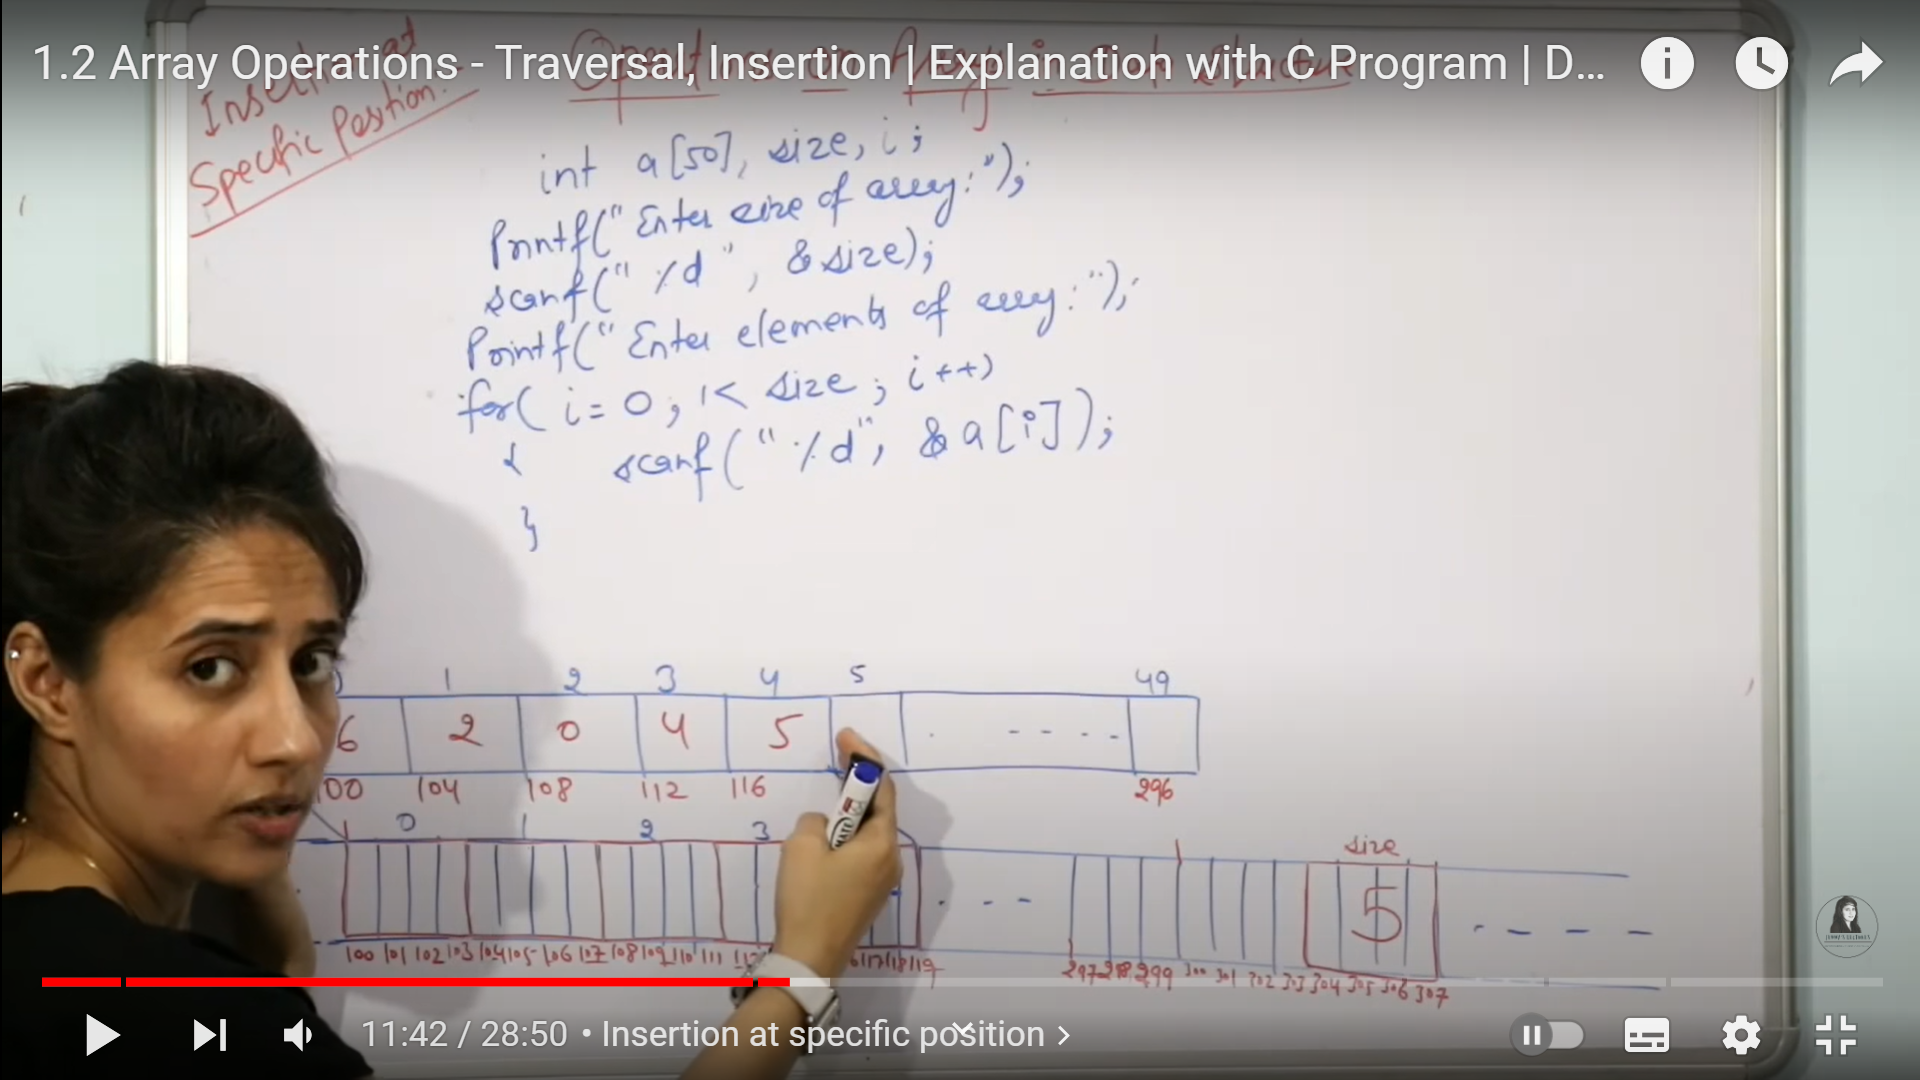 1.2 Array Operations - Traversal, Insertion | Explanation with C Program | D...
Insertion at
Specific Position:-
int a[50], size, i;
Printf("Enter size of array:");
scanf("%d", &size);
Printf("Enter elements of array:");
for( i=0; i< size; i++)
{ scanf("%d", &a[i]);
}
1 2 3 4 5 49
6 2 0 4 5 . - - - -
100 104 108 112 116 296
0 1 2 3 size
- - - 5 - - - -
100 101 102 103 104 105 106 107 108 109 110 111 117 118 119 297 298 299 300 301 302 303 304 305 306 307
11:42 / 28:50 • Insertion at specific position >